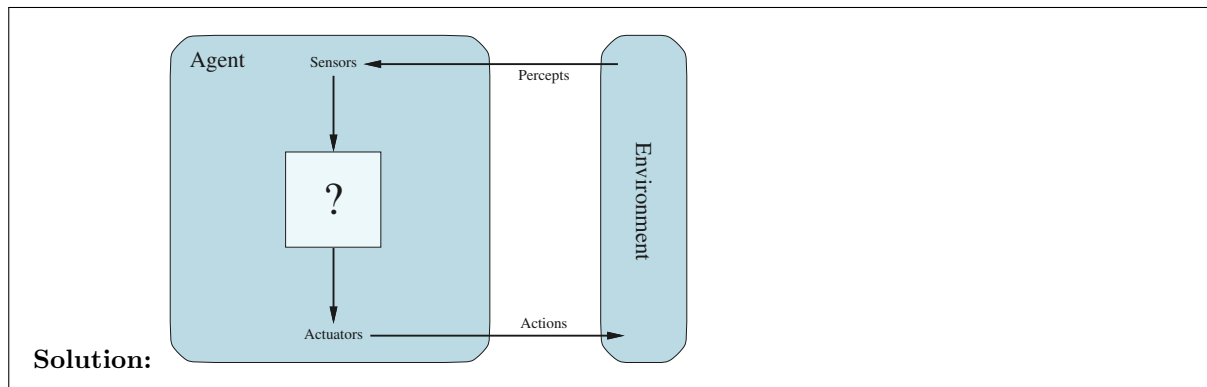 Agent
Sensors
Percepts
?
Environment
Actuators
Actions
Solution: